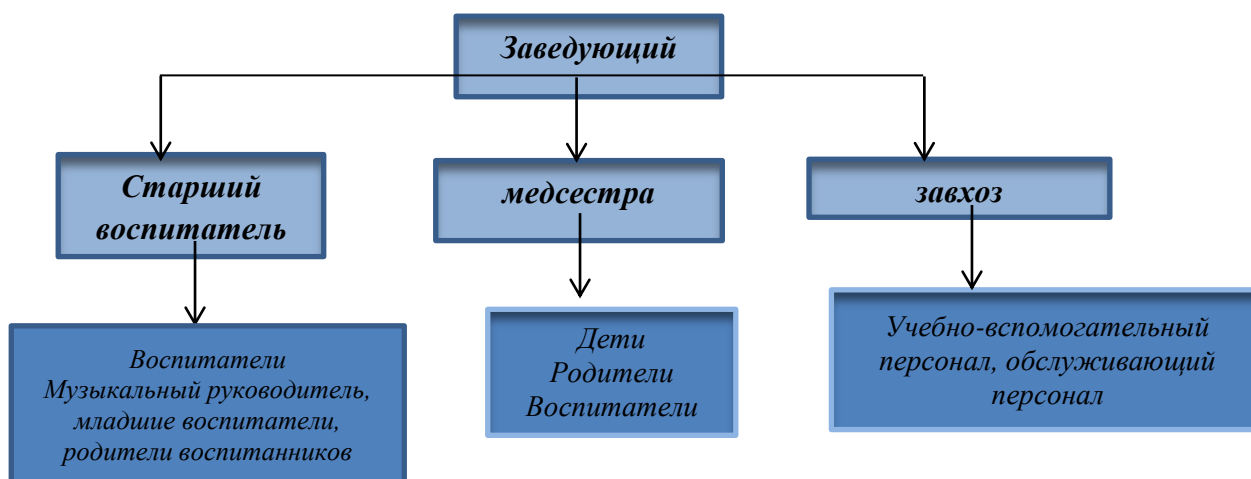 Заведующий
Старший
воспитатель
медсестра
завхоз
Воспитатели
Музыкальный руководитель,
младшие воспитатели,
родители воспитанников
Дети
Родители
Воспитатели
Учебно-вспомогательный
персонал, обслуживающий
персонал